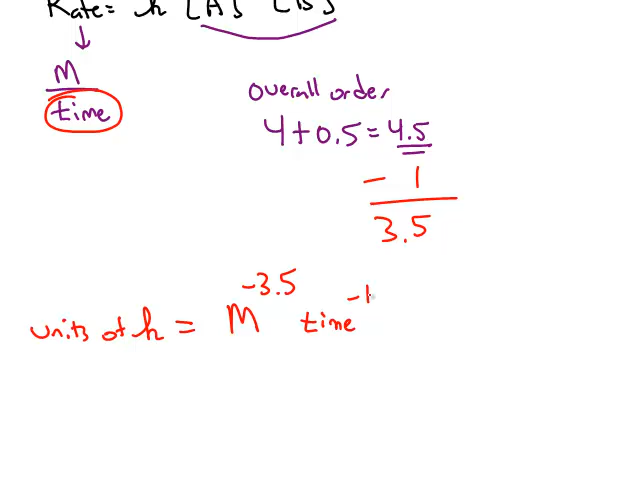 Rate = k [A] [B]
M
time
Overall order
4 + 0.5 = 4.5
- 1
3.5
units of k = M^-3.5 time^-1